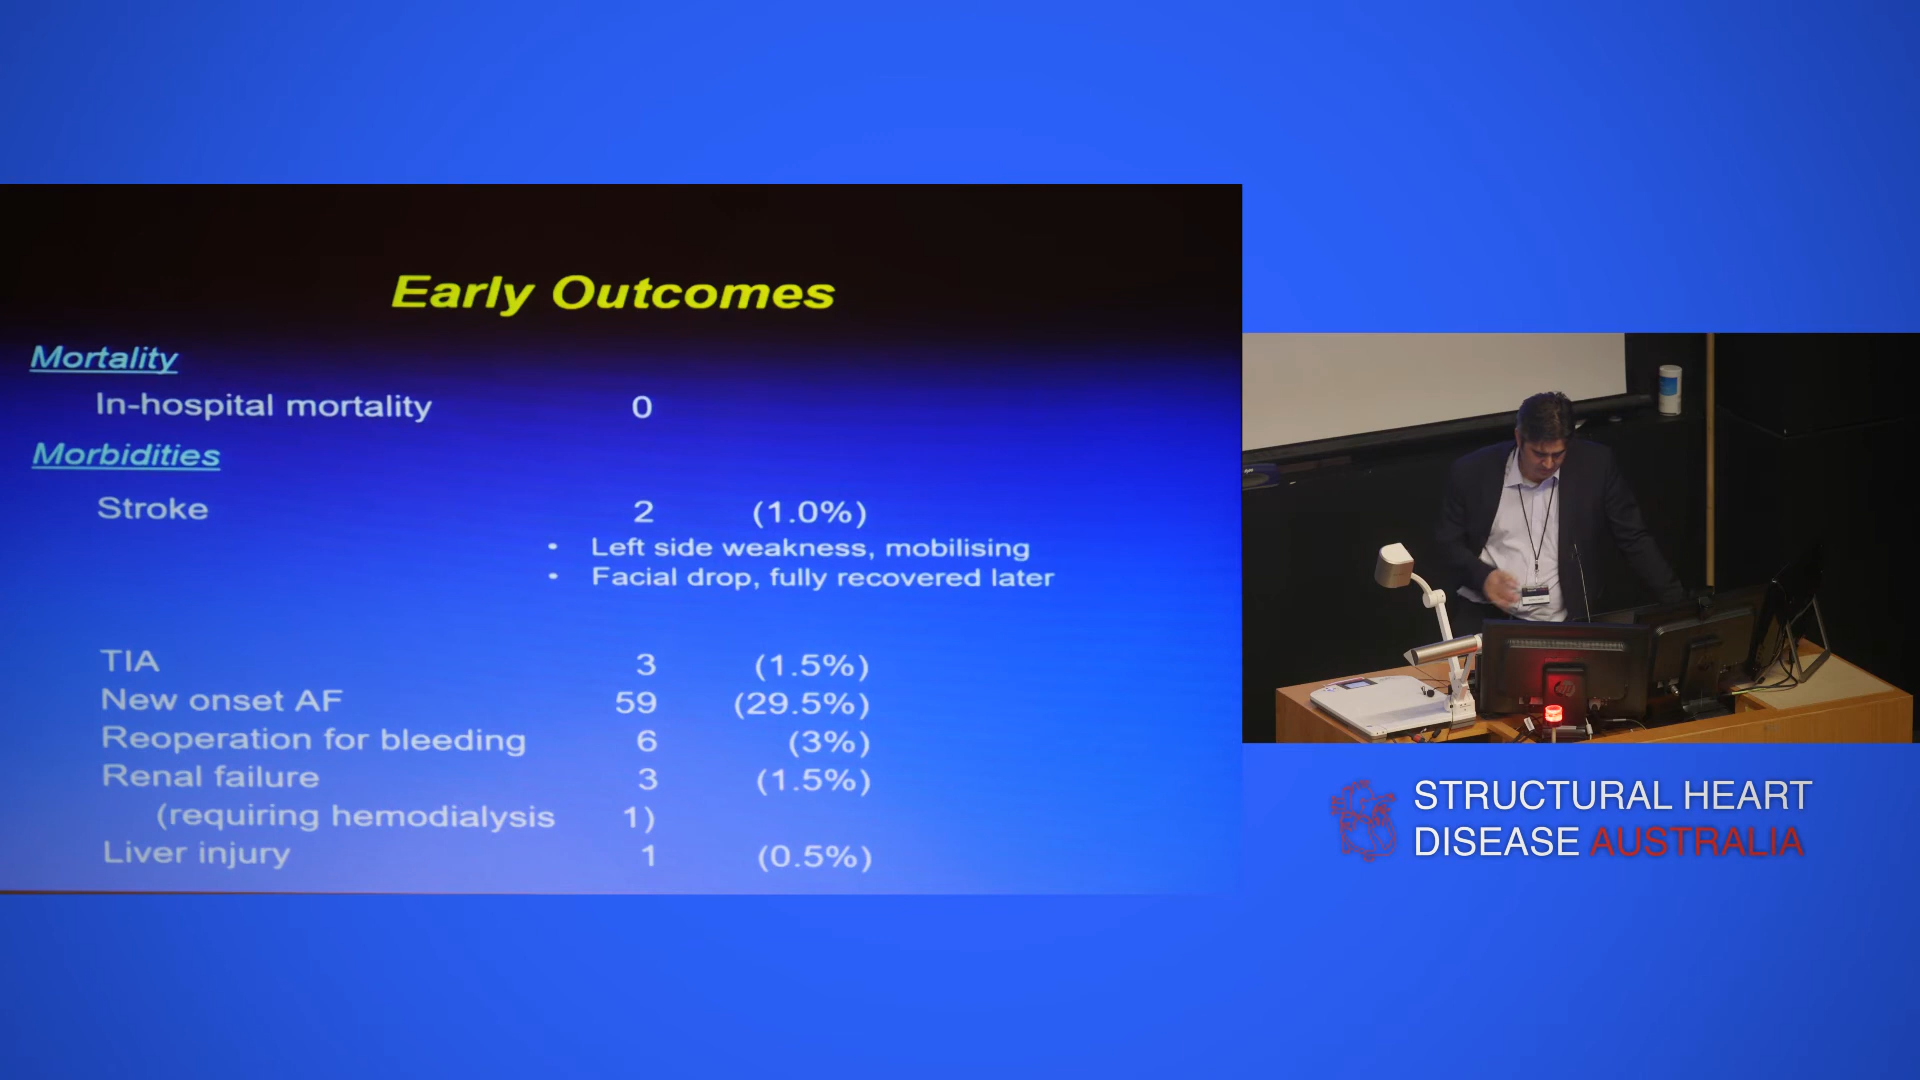 Early Outcomes
Mortality
In-hospital mortality 0
Morbidities
Stroke 2 (1.0%)
• Left side weakness, mobilising
• Facial drop, fully recovered later
TIA 3 (1.5%)
New onset AF 59 (29.5%)
Reoperation for bleeding 6 (3%)
Renal failure 3 (1.5%)
(requiring hemodialysis 1)
Liver injury 1 (0.5%)
STRUCTURAL HEART
DISEASE AUSTRALIA